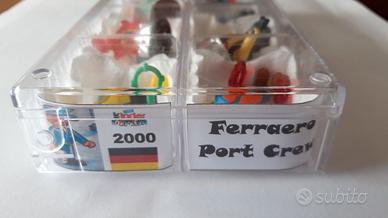 Kinder
2000
Ferraero
Port Crew
subito